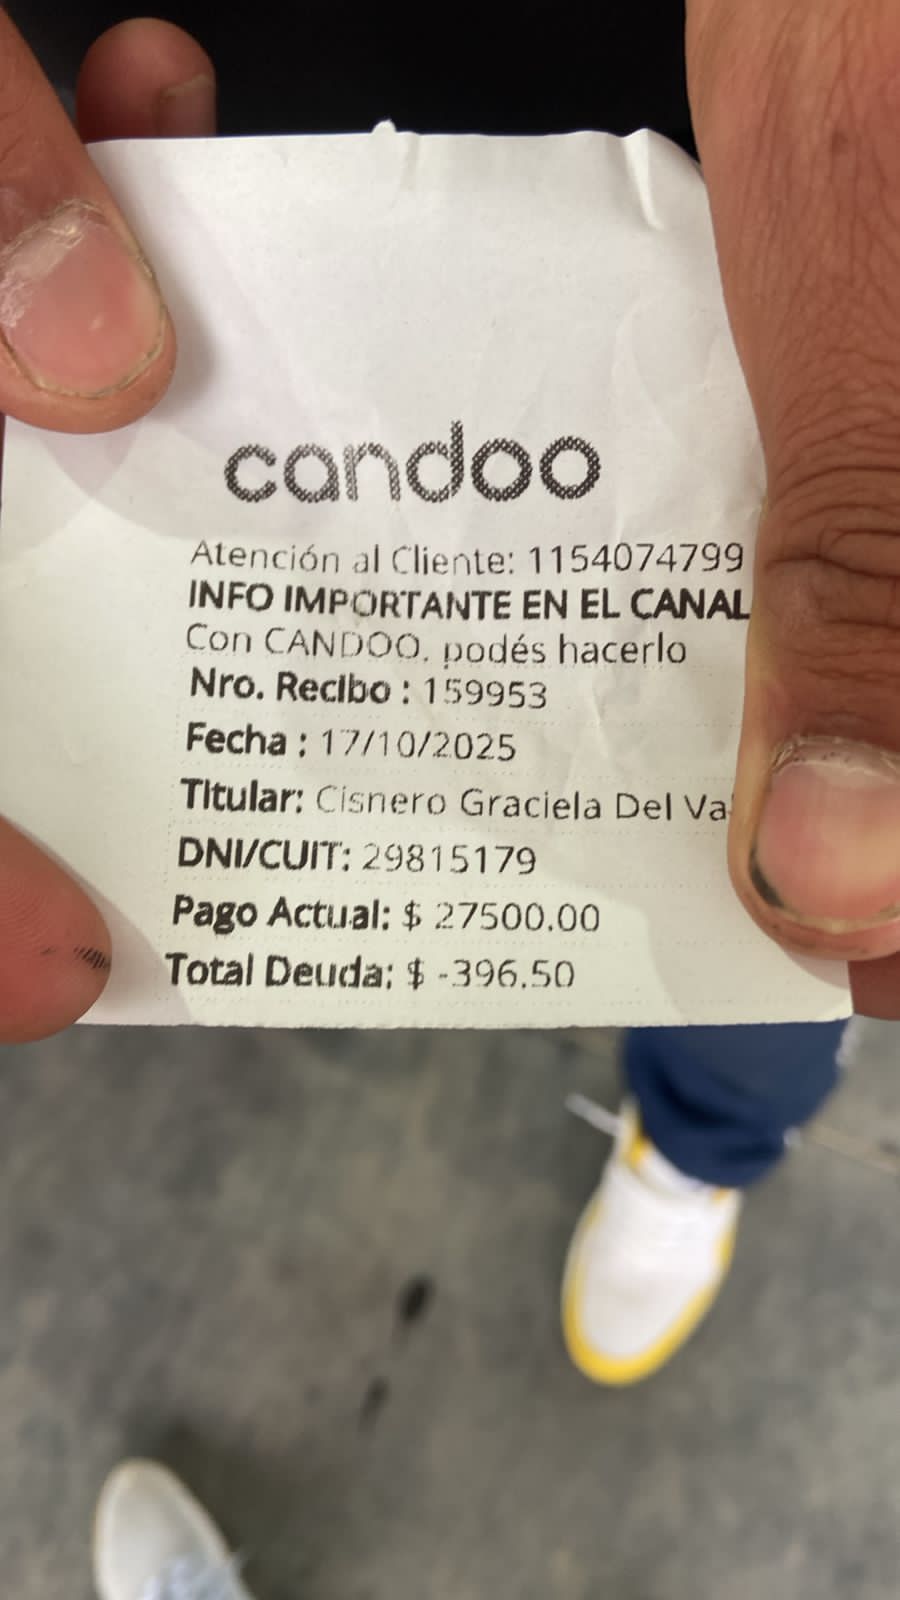 candoo
Atención al Cliente: 1154074799
INFO IMPORTANTE EN EL CANAL
Con CANDOO, podés hacerlo
Nro. Recibo : 159953
Fecha : 17/10/2025
Titular: Cisnero Graciela Del
DNI/CUIT: 29815179
Pago Actual: $ 27500.00
Total Deuda: $ -396.50